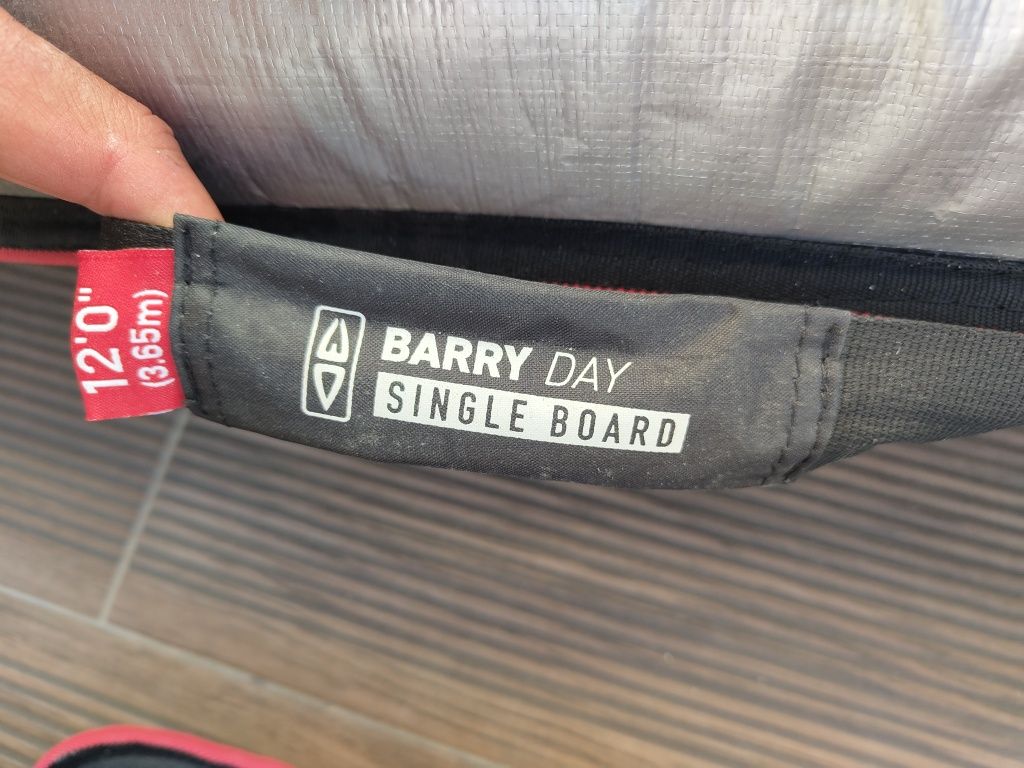 12'0"
(3.65m)
BARRY DAY
SINGLE BOARD